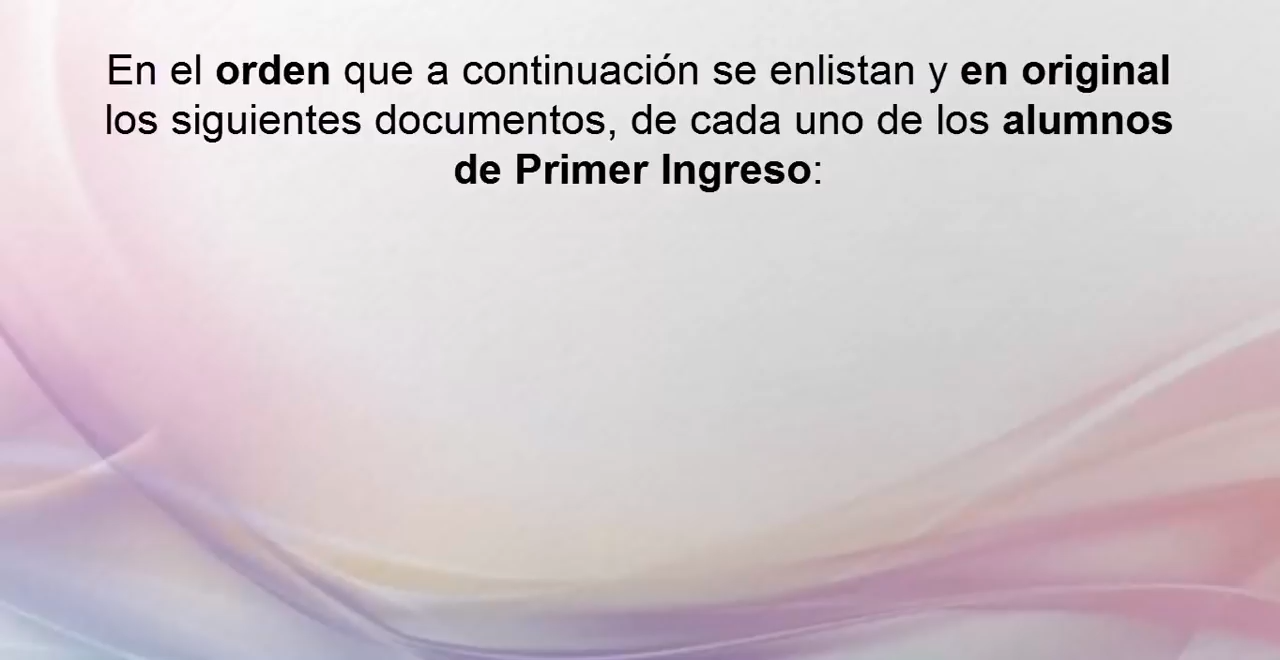 En el orden que a continuación se enlistan y en original
los siguientes documentos, de cada uno de los alumnos
de Primer Ingreso: